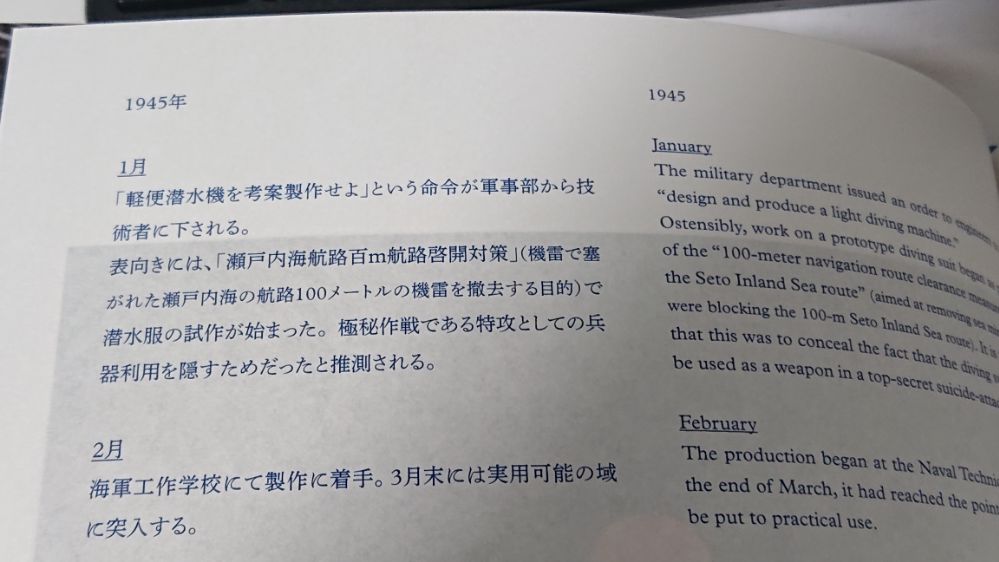 1945年
1月
「軽便潜水機を考案製作せよ」という命令が軍事部から技
術者に下される。
表向きには、「瀬戸内海航路百m航路啓開対策」(機雷で塞
がれた瀬戸内海の航路100メートルの機雷を撤去する目的)で
潜水服の試作が始まった。極秘作戦である特攻としての兵
器利用を隠すためだったと推測される。
2月
海軍工作学校にて製作に着手。3月末には実用可能の域
に突入する。
1945
January
The military department issued an order to engineers
“design and produce a light diving machine.”
Ostensibly, work on a prototype diving suit began as
of the “100-meter navigation route clearance
the Seto Inland Sea route” (aimed at removing sea
were blocking the 100-m Seto Inland Sea route). It is
that this was to conceal the fact that the diving
be used as a weapon in a top-secret
February
The production began at the Naval
the end of March, it had reached the point
be put to practical use.